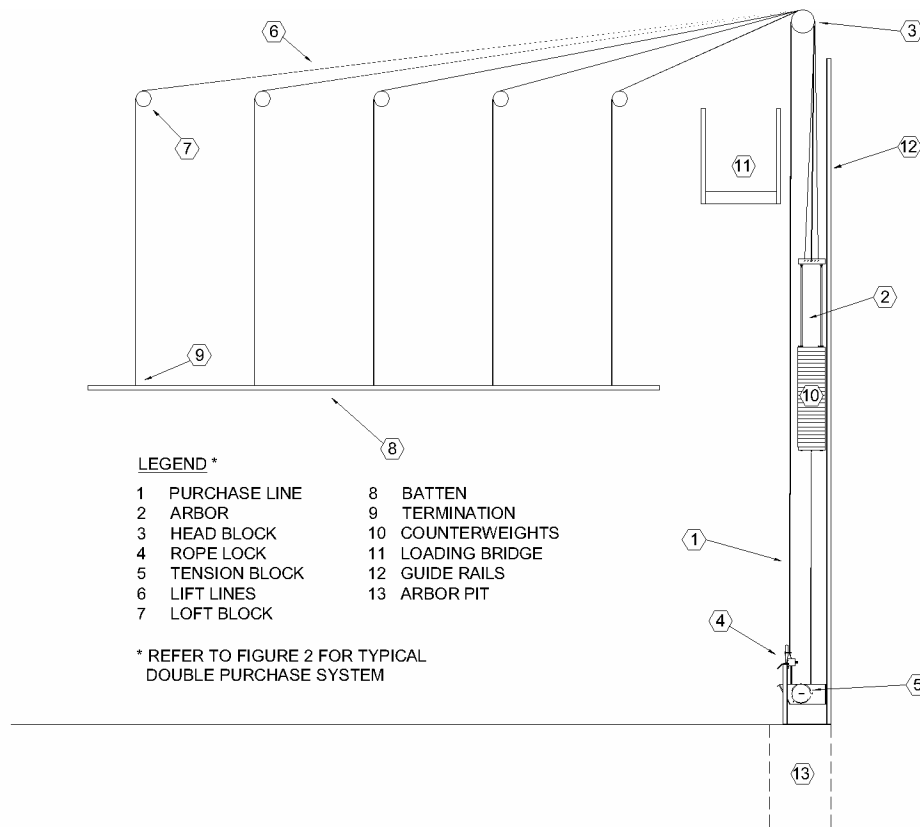 6
3
7
12
11
2
9
10
8
LEGEND *
1 PURCHASE LINE
2 ARBOR
3 HEAD BLOCK
4 ROPE LOCK
5 TENSION BLOCK
6 LIFT LINES
7 LOFT BLOCK
8 BATTEN
9 TERMINATION
10 COUNTERWEIGHTS
11 LOADING BRIDGE
12 GUIDE RAILS
13 ARBOR PIT
* REFER TO FIGURE 2 FOR TYPICAL
DOUBLE PURCHASE SYSTEM
1
4
5
13